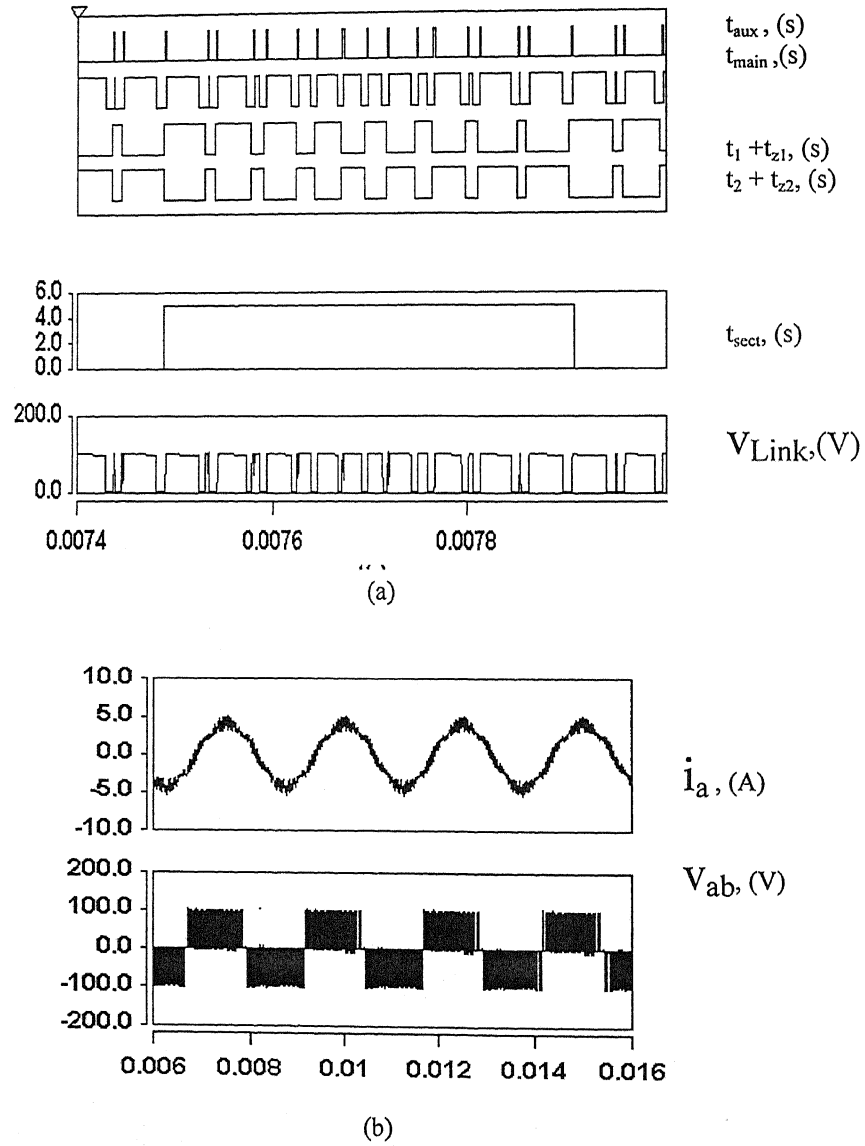 t_aux, (s)
t_main, (s)
t_1 + t_z1, (s)
t_2 + t_z2, (s)
6.0
4.0
2.0
0.0
t_sect, (s)
200.0
0.0
V_Link, (V)
0.0074 0.0076 0.0078
(a)
10.0
5.0
0.0
-5.0
-10.0
i_a, (A)
200.0
100.0
0.0
-100.0
-200.0
V_ab, (V)
0.006 0.008 0.01 0.012 0.014 0.016
(b)